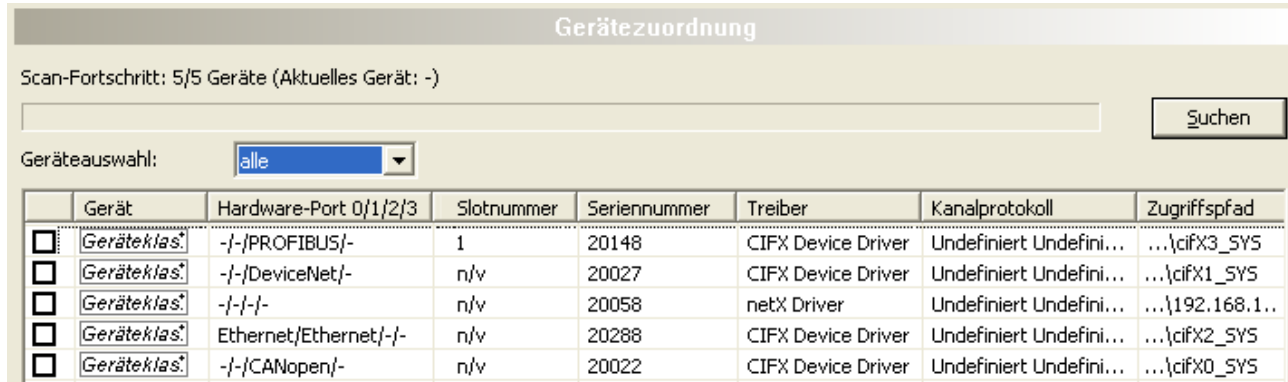 Gerätezuordnung
Scan-Fortschritt: 5/5 Geräte (Aktuelles Gerät: -)
Suchen
Geräteauswahl: alle
Gerät Hardware-Port 0/1/2/3 Slotnummer Seriennummer Treiber Kanalprotokoll Zugriffspfad
Geräteklas. -/-/PROFIBUS/- 1 20148 CIFX Device Driver Undefiniert Undefini... ...\cifX3_SYS
Geräteklas. -/-/DeviceNet/- n/v 20027 CIFX Device Driver Undefiniert Undefini... ...\cifX1_SYS
Geräteklas. -/-/-/- n/v 20058 netX Driver Undefiniert Undefini... ...\192.168.1..
Geräteklas. Ethernet/Ethernet/-/- n/v 20288 CIFX Device Driver Undefiniert Undefini... ...\cifX2_SYS
Geräteklas. -/-/CANopen/- n/v 20022 CIFX Device Driver Undefiniert Undefini... ...\cifX0_SYS